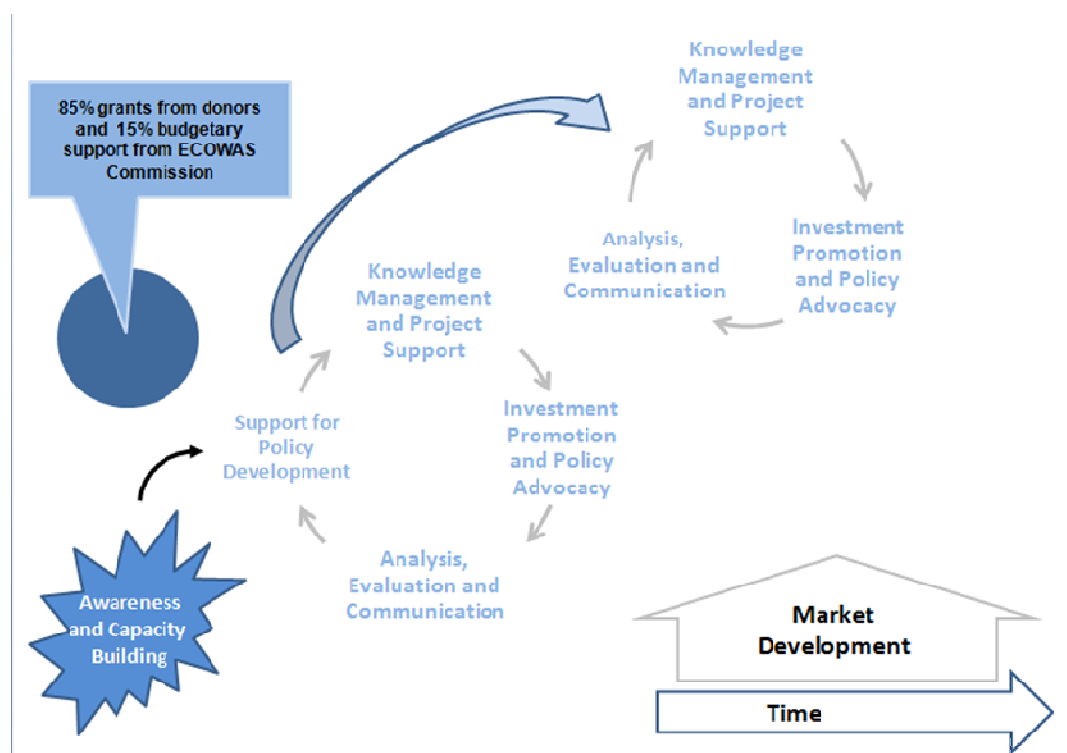 85% grants from donors
and 15% budgetary
support from ECOWAS
Commission
Knowledge
Management
and Project
Support
Investment
Promotion
and Policy
Advocacy
Analysis,
Evaluation and
Communication
Knowledge
Management
and Project
Support
Investment
Promotion
and Policy
Advocacy
Support for
Policy
Development
Analysis,
Evaluation and
Communication
Awareness
and Capacity
Building
Market
Development
Time